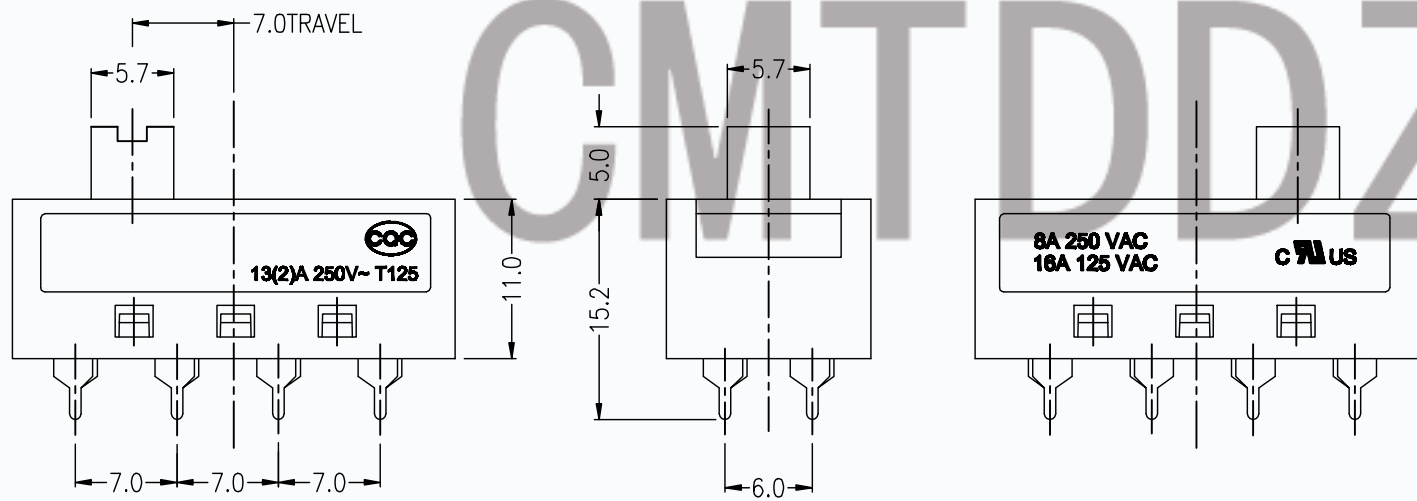 CMTDDZ
7.0TRAVEL
5.7
CQC
13(2)A 250V~ T125
11.0
7.0
7.0
7.0
5.7
5.0
15.2
6.0
8A 250 VAC
16A 125 VAC
C US